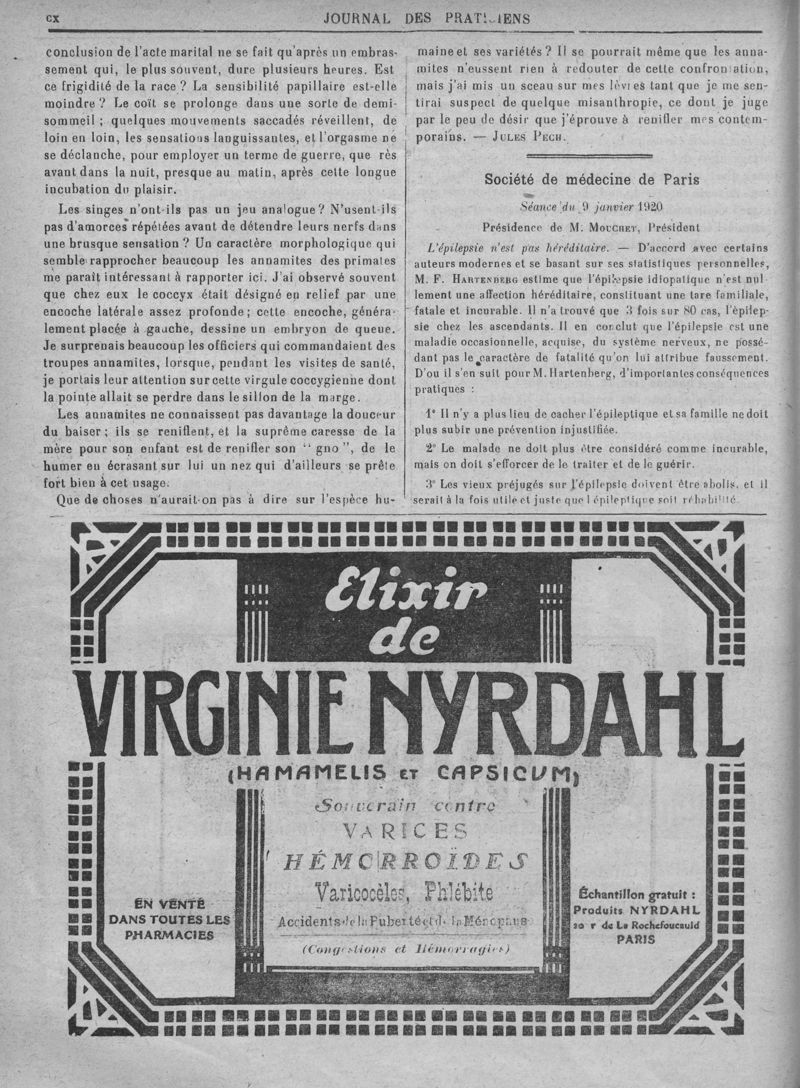 CX
JOURNAL DES PRATICIENS
conclusion de l'acte marital ne se fait qu'après un embras-
sement qui, le plus souvent, dure plusieurs heures. Est
ce frigidité de la race ? La sensibilité papillaire est-elle
moindre ? Le coït se prolonge dans une sorte de demi-
sommeil ; quelques mouvements saccadés réveillent, de
loin en loin, les sensations languissantes, et l'orgasme ne
se déclanche, pour employer un terme de guerre, que rès
avant dans la nuit, presque au matin, après cette longue
incubation du plaisir.
Les singes n'ont-ils pas un jeu analogue ? N'usent-ils
pas d'amorces répétées avant de détendre leurs nerfs dans
une brusque sensation ? Un caractère morphologique qui
semble rapprocher beaucoup les annamites des primates
me paraît intéressant à rapporter ici. J'ai observé souvent
que chez eux le coccyx était désigné en relief par une
encoche latérale assez profonde ; cette encoche, généra-
lement placée à gauche, dessine un embryon de queue.
Je surprenais beaucoup les officiers qui commandaient des
troupes annamites, lorsque, pendant les visites de santé,
je portais leur attention sur cette virgule coccygienne dont
la pointe allait se perdre dans le sillon de la marge.
Les annamites ne connaissent pas davantage la douceur
du baiser ; ils se reniflent, et la suprême caresse de la
mère pour son enfant est de renifler son “ gno ”, de le
humer en écrasant sur lui un nez qui d'ailleurs se prête
fort bien à cet usage.
Que de choses n'aurait-on pas à dire sur l'espèce hu-
maine et ses variétés ? Il se pourrait même que les anna-
mites n'eussent rien à redouter de cette confrontation,
mais j'ai mis un sceau sur mes lèvres tant que je me sen-
tirai suspect de quelque misanthropie, ce dont je juge
par le peu de désir que j'éprouve à renifler mes contem-
porains. — JULES PECH.
Société de médecine de Paris
Séance du 9 janvier 1920
Présidence de M. MOUCHET, Président
L'épilepsie n'est pas héréditaire. — D'accord avec certains
auteurs modernes et se basant sur ses statistiques personnelles,
M. F. HARTENBERG estime que l'épilepsie idiopatique n'est nul
lement une affection héréditaire, constituant une tare familiale,
fatale et incurable. Il n'a trouvé que 3 fois sur 80 cas, l'épilep-
sie chez les ascendants. Il en conclut que l'épilepsie est une
maladie occasionnelle, acquise, du système nerveux, ne possé-
dant pas le caractère de fatalité qu'on lui attribue faussement.
D'ou il s'en suit pour M. Hartenberg, d'importantes conséquences
pratiques :
1° Il n'y a plus lieu de cacher l'épileptique et sa famille ne doit
plus subir une prévention injustifiée.
2° Le malade ne doit plus être considéré comme incurable,
mais on doit s'efforcer de le traiter et de le guérir.
3° Les vieux préjugés sur l'épilepsie doivent être abolis, et il
serait à la fois utile et juste que l'épileptique soit réhabilité.
Elixir
de
VIRGINIE NYRDAHL
(HAMAMELIS ET CAPSICUM)
Souverain contre
VARICES
HÉMORROÏDES
Varicocèles, Phlébite
Accidents de la Puberté et de la Ménopause
(Congestions et Hémorragies)
EN VENTE
DANS TOUTES LES
PHARMACIES
Échantillon gratuit :
Produits NYRDAHL
20 r de La Rochefoucauld
PARIS